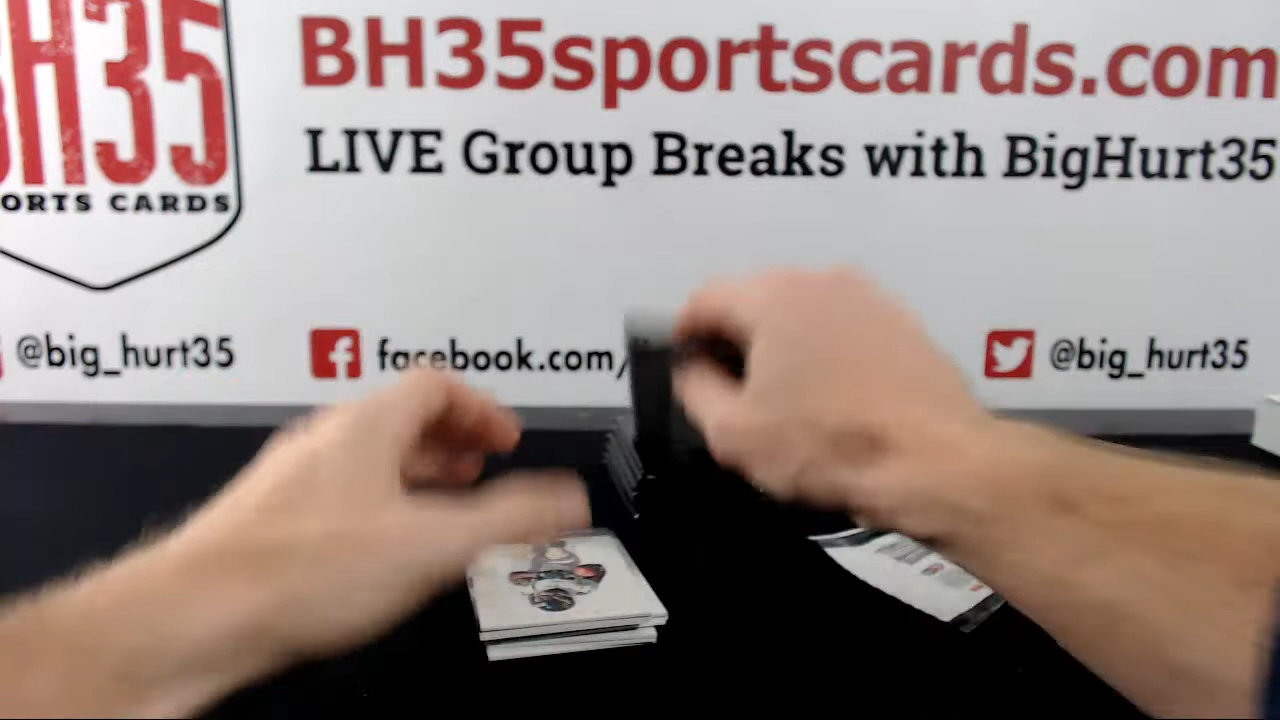 BH35
ORTS CARDS
BH35sportscards.com
LIVE Group Breaks with BigHurt35
@big_hurt35
facebook.com/
@big_hurt35